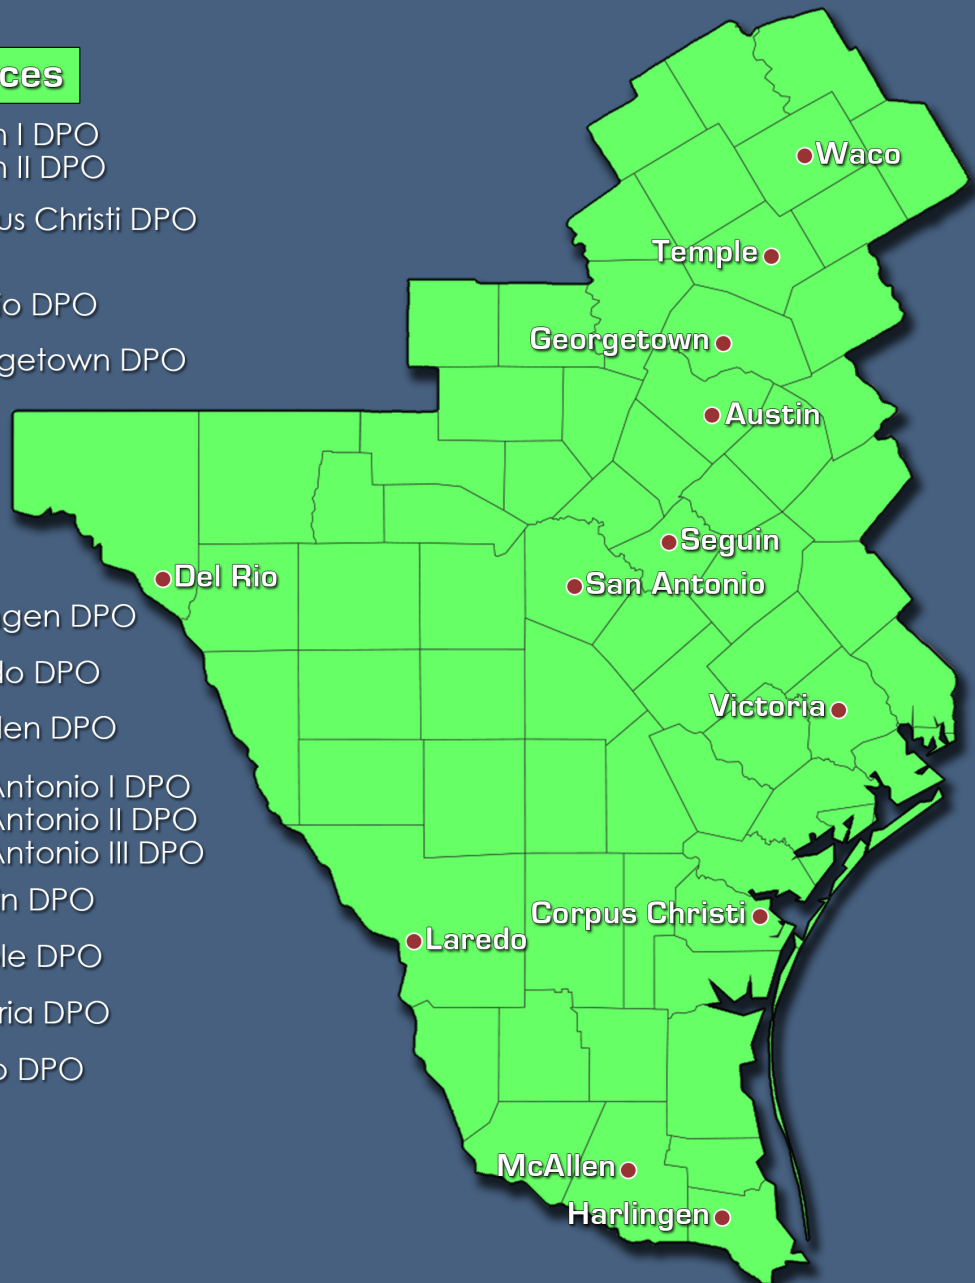 ces
n I DPO
n II DPO
us Christi DPO
io DPO
getown DPO
gen DPO
do DPO
len DPO
Antonio I DPO
Antonio II DPO
Antonio III DPO
n DPO
le DPO
ria DPO
o DPO
Waco
Temple
Georgetown
Austin
Seguin
Del Rio
San Antonio
Victoria
Corpus Christi
Laredo
McAllen
Harlingen